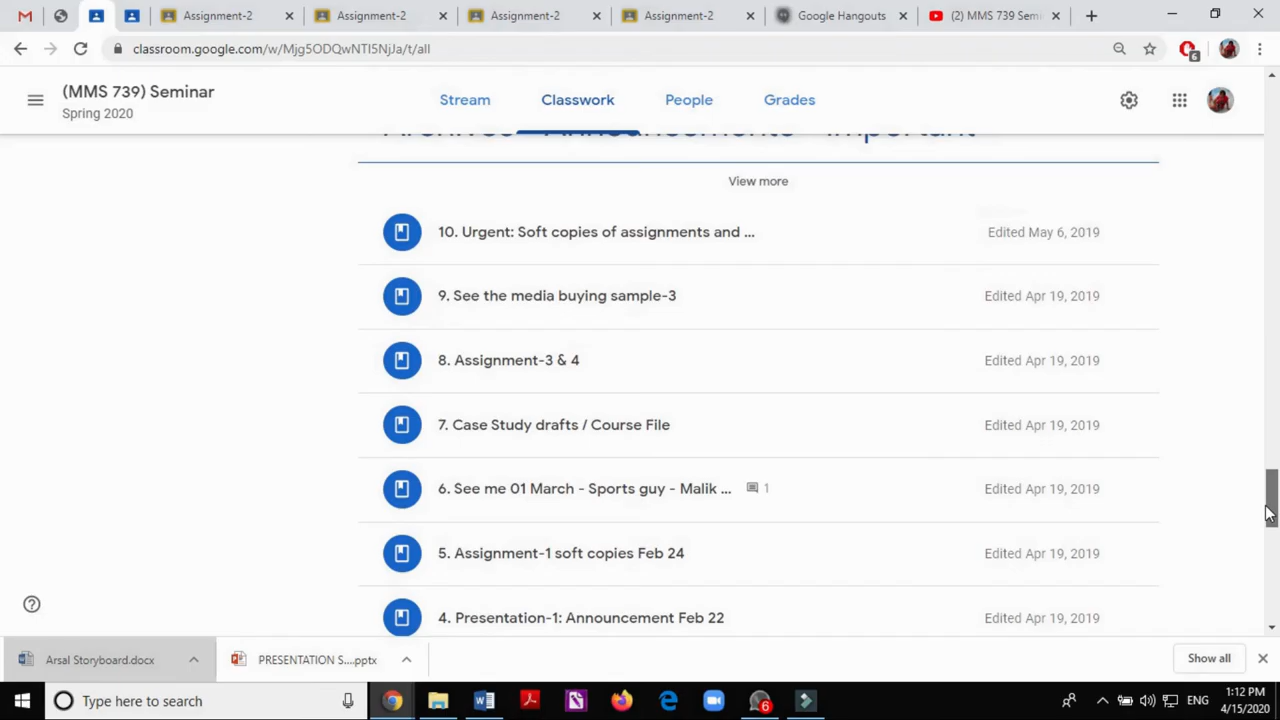 Assignment-2
Assignment-2
Assignment-2
Assignment-2
Google Hangouts
(2) MMS 739 Semi
classroom.google.com/w/Mjg5ODQwNTI5NjJa/t/all
6
(MMS 739) Seminar
Spring 2020
Stream
Classwork
People
Grades
Archives - Announcements - Important
View more
10. Urgent: Soft copies of assignments and ...
Edited May 6, 2019
9. See the media buying sample-3
Edited Apr 19, 2019
8. Assignment-3 & 4
Edited Apr 19, 2019
7. Case Study drafts / Course File
Edited Apr 19, 2019
6. See me 01 March - Sports guy - Malik ...
1
Edited Apr 19, 2019
5. Assignment-1 soft copies Feb 24
Edited Apr 19, 2019
4. Presentation-1: Announcement Feb 22
Edited Apr 19, 2019
Arsal Storyboard.docx
PRESENTATION S....pptx
Show all
Type here to search
6
ENG
1:12 PM
4/15/2020